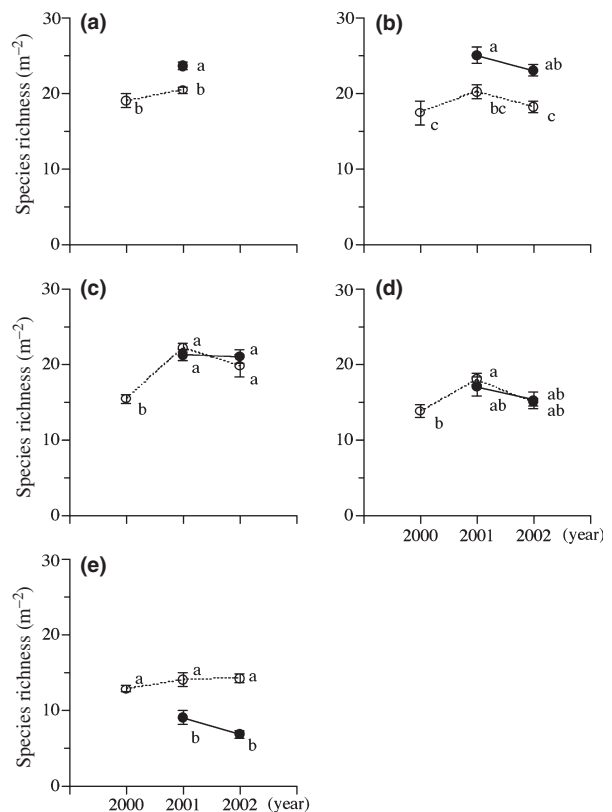 (a)
Species richness (m⁻²)
30
20
10
0
a
b
b
(b)
30
20
10
0
a
ab
c
bc
c
(c)
Species richness (m⁻²)
30
20
10
0
a
a
b
a
a
(d)
30
20
10
0
a
ab
b
ab
ab
2000 2001 2002 (year)
(e)
Species richness (m⁻²)
30
20
10
0
a
a
a
b
b
2000 2001 2002 (year)